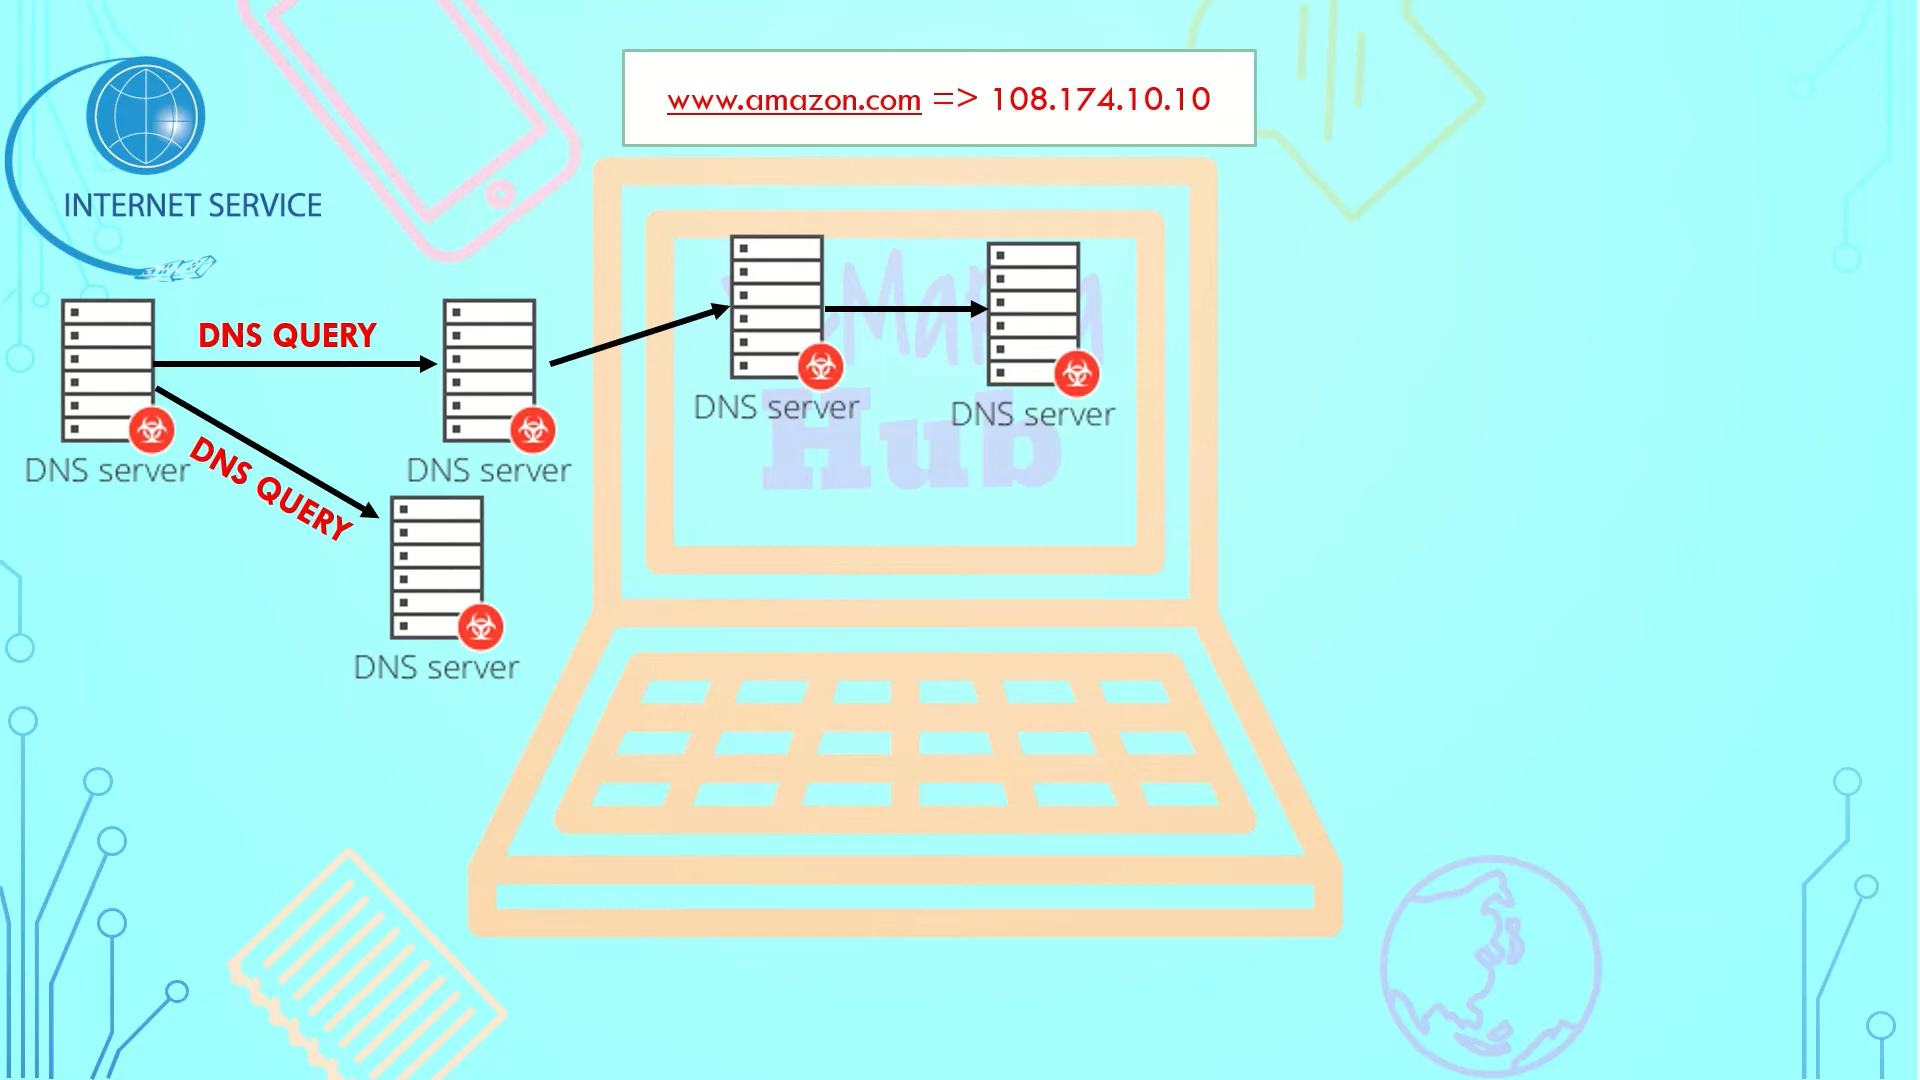 www.amazon.com => 108.174.10.10
INTERNET SERVICE
DNS QUERY
DNS server
DNS server
DNS server
DNS server
DNS QUERY
DNS server
Hub